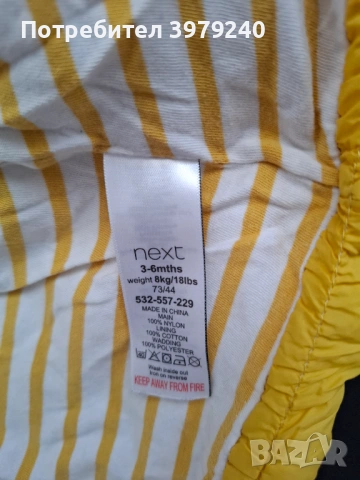 Потребител 3979240
next
3-6mths
weight 8kg/18lbs
73/44
532-557-229
MADE IN CHINA
MAIN
100% NYLON
LINING
100% COTTON
WADDING
100% POLYESTER
Wash inside out
Iron on reverse
KEEP AWAY FROM FIRE
BAZAR